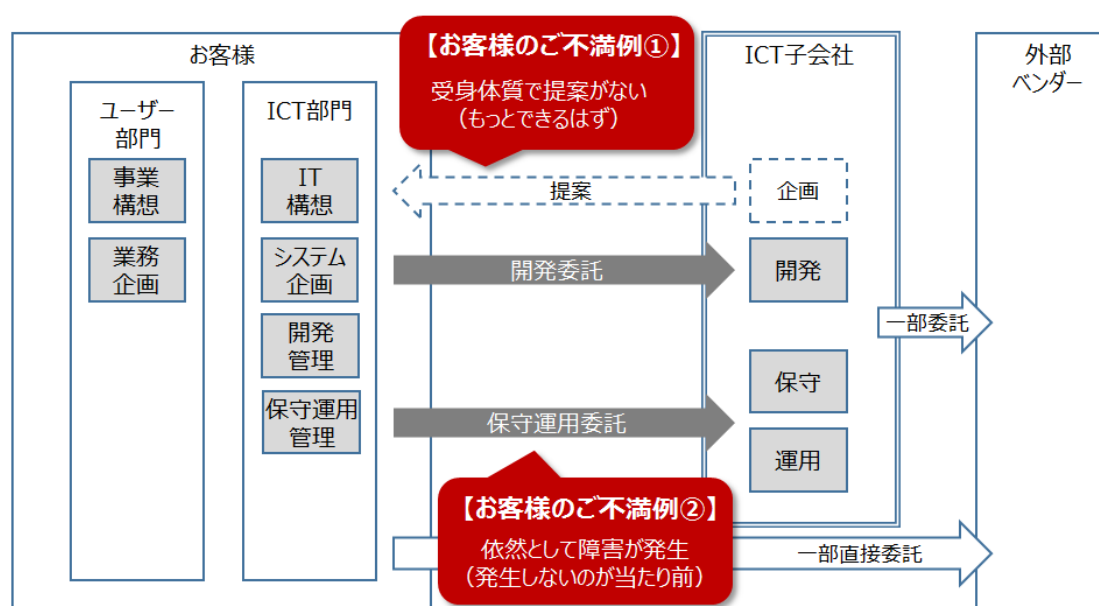 お客様
ユーザー
部門
事業
構想
業務
企画
ICT部門
IT
構想
システム
企画
開発
管理
保守運用
管理
【お客様のご不満例①】
受身体質で提案がない
（もっとできるはず）
提案
開発委託
保守運用委託
【お客様のご不満例②】
依然として障害が発生
（発生しないのが当たり前）
ICT子会社
企画
開発
保守
運用
一部委託
一部直接委託
外部
ベンダー